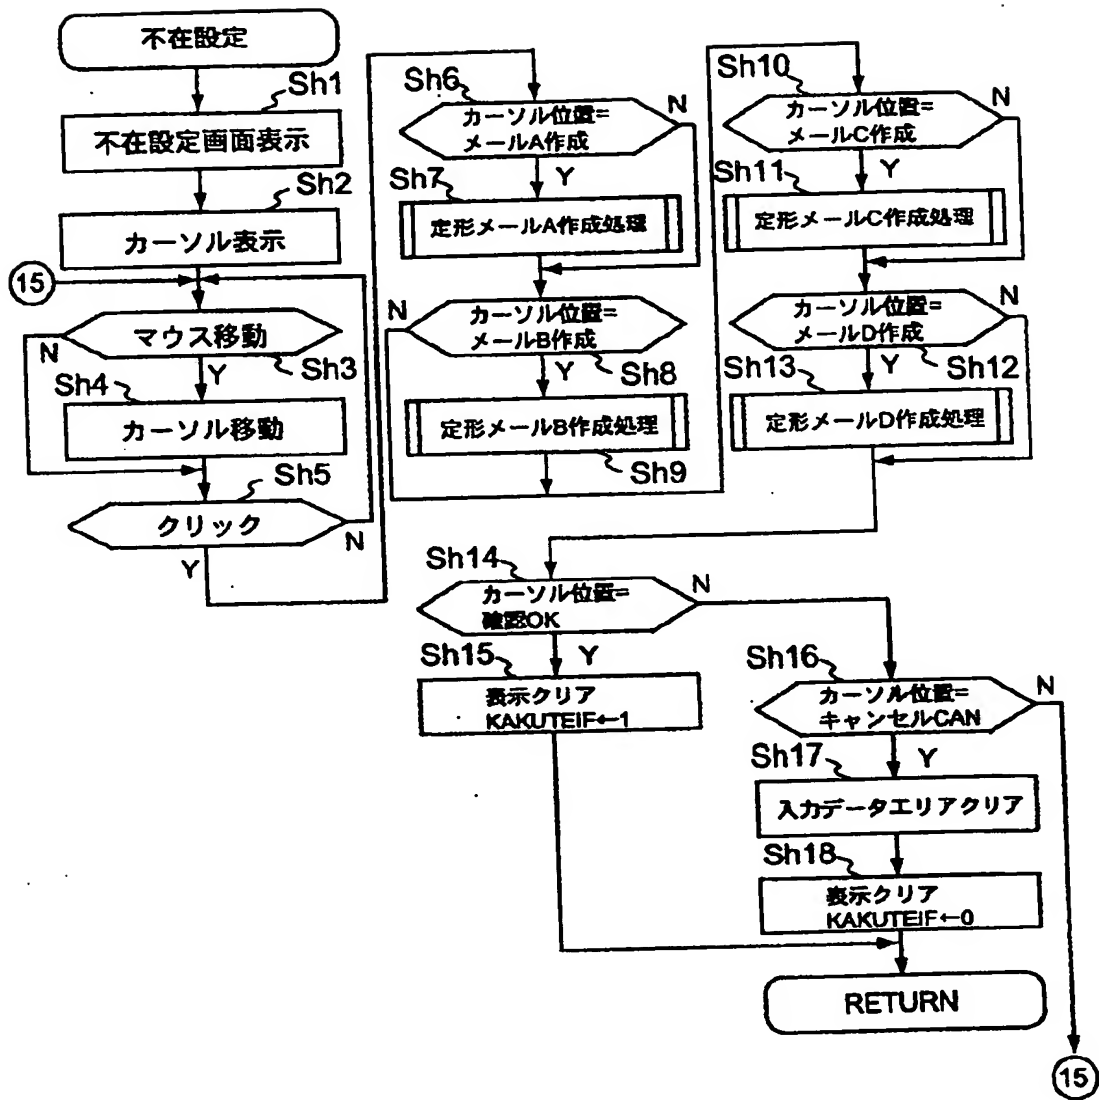 不在設定
Sh1
不在設定画面表示
Sh2
カーソル表示
15
マウス移動
N
Y
Sh3
Sh4
カーソル移動
Sh5
クリック
N
Y
Sh6
カーソル位置=
メールA作成
N
Y
Sh7
定形メールA作成処理
N
カーソル位置=
メールB作成
Y
Sh8
定形メールB作成処理
Sh9
Sh10
カーソル位置=
メールC作成
N
Y
Sh11
定形メールC作成処理
カーソル位置=
メールD作成
N
Y
Sh12
Sh13
定形メールD作成処理
Sh14
カーソル位置=
確認OK
N
Y
Sh15
表示クリア
KAKUTEIF←1
Sh16
カーソル位置=
キャンセルCAN
N
Y
Sh17
入力データエリアクリア
Sh18
表示クリア
KAKUTEIF←0
RETURN
15